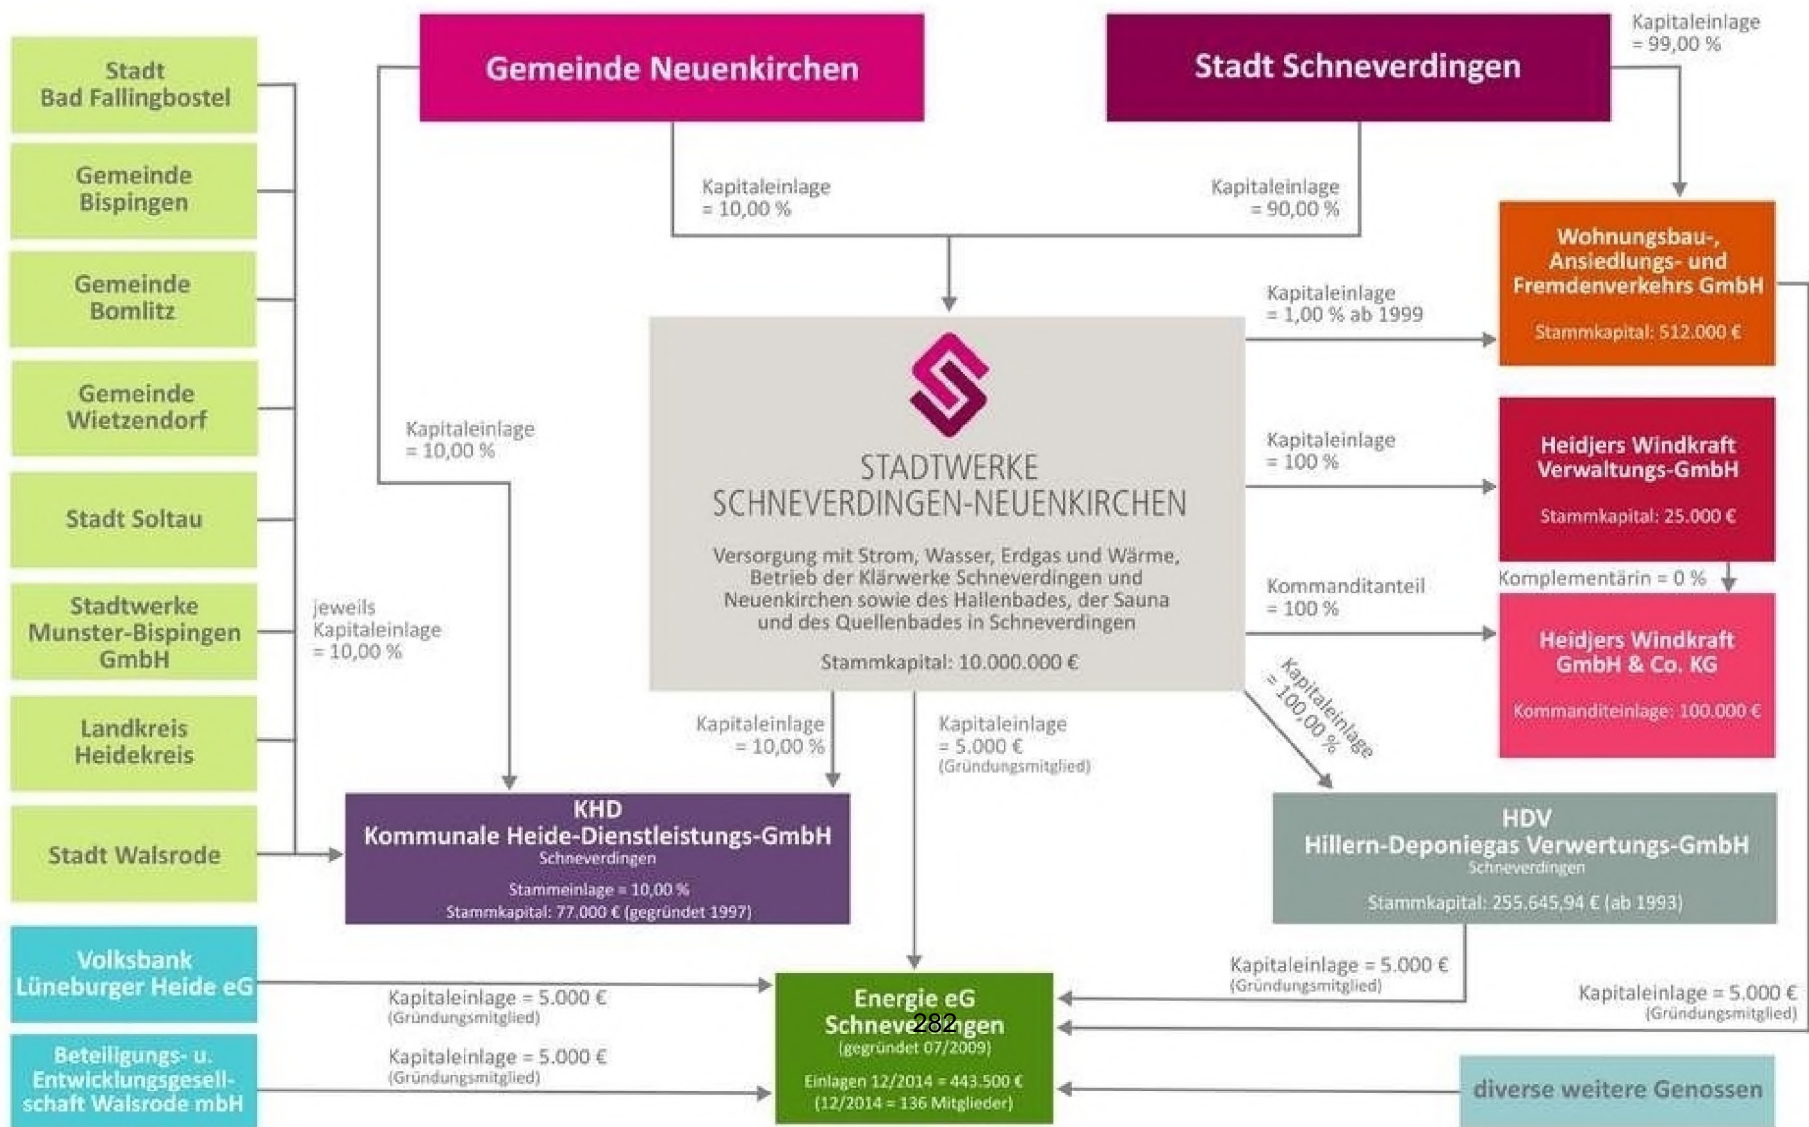 Gemeinde Neuenkirchen
Stadt Schneverdingen
Kapitaleinlage
= 99,00 %
Stadt
Bad Fallingbostel
Gemeinde
Bispingen
Gemeinde
Bomlitz
Gemeinde
Wietzendorf
Stadt Soltau
Stadtwerke
Munster-Bispingen
GmbH
Landkreis
Heidekreis
Stadt Walsrode
jeweils
Kapitaleinlage
= 10,00 %
Kapitaleinlage
= 10,00 %
Kapitaleinlage
= 10,00 %
Kapitaleinlage
= 90,00 %
STADTWERKE
SCHNEVERDINGEN-NEUENKIRCHEN
Versorgung mit Strom, Wasser, Erdgas und Wärme,
Betrieb der Klärwerke Schneverdingen und
Neuenkirchen sowie des Hallenbades, der Sauna
und des Quellenbades in Schneverdingen
Stammkapital: 10.000.000 €
Kapitaleinlage
= 1,00 % ab 1999
Wohnungsbau-,
Ansiedlungs- und
Fremdenverkehrs GmbH
Stammkapital: 512.000 €
Kapitaleinlage
= 100 %
Heidjers Windkraft
Verwaltungs-GmbH
Stammkapital: 25.000 €
Komplementärin = 0 %
Kommanditanteil
= 100 %
Heidjers Windkraft
GmbH & Co. KG
Kommanditeinlage: 100.000 €
Kapitaleinlage
= 10,00 %
Kapitaleinlage
= 5.000 €
(Gründungsmitglied)
Kapitaleinlage
= 100,00 %
KHD
Kommunale Heide-Dienstleistungs-GmbH
Schneverdingen
Stammeinlage = 10,00 %
Stammkapital: 77.000 € (gegründet 1997)
HDV
Hillern-Deponiegas Verwertungs-GmbH
Schneverdingen
Stammkapital: 255.645,94 € (ab 1993)
Volksbank
Lüneburger Heide eG
Kapitaleinlage = 5.000 €
(Gründungsmitglied)
Beteiligungs- u.
Entwicklungsgesell-
schaft Walsrode mbH
Kapitaleinlage = 5.000 €
(Gründungsmitglied)
Energie eG
Schneverdingen
282
(gegründet 07/2009)
Einlagen 12/2014 = 443.500 €
(12/2014 = 136 Mitglieder)
Kapitaleinlage = 5.000 €
(Gründungsmitglied)
Kapitaleinlage = 5.000 €
(Gründungsmitglied)
diverse weitere Genossen